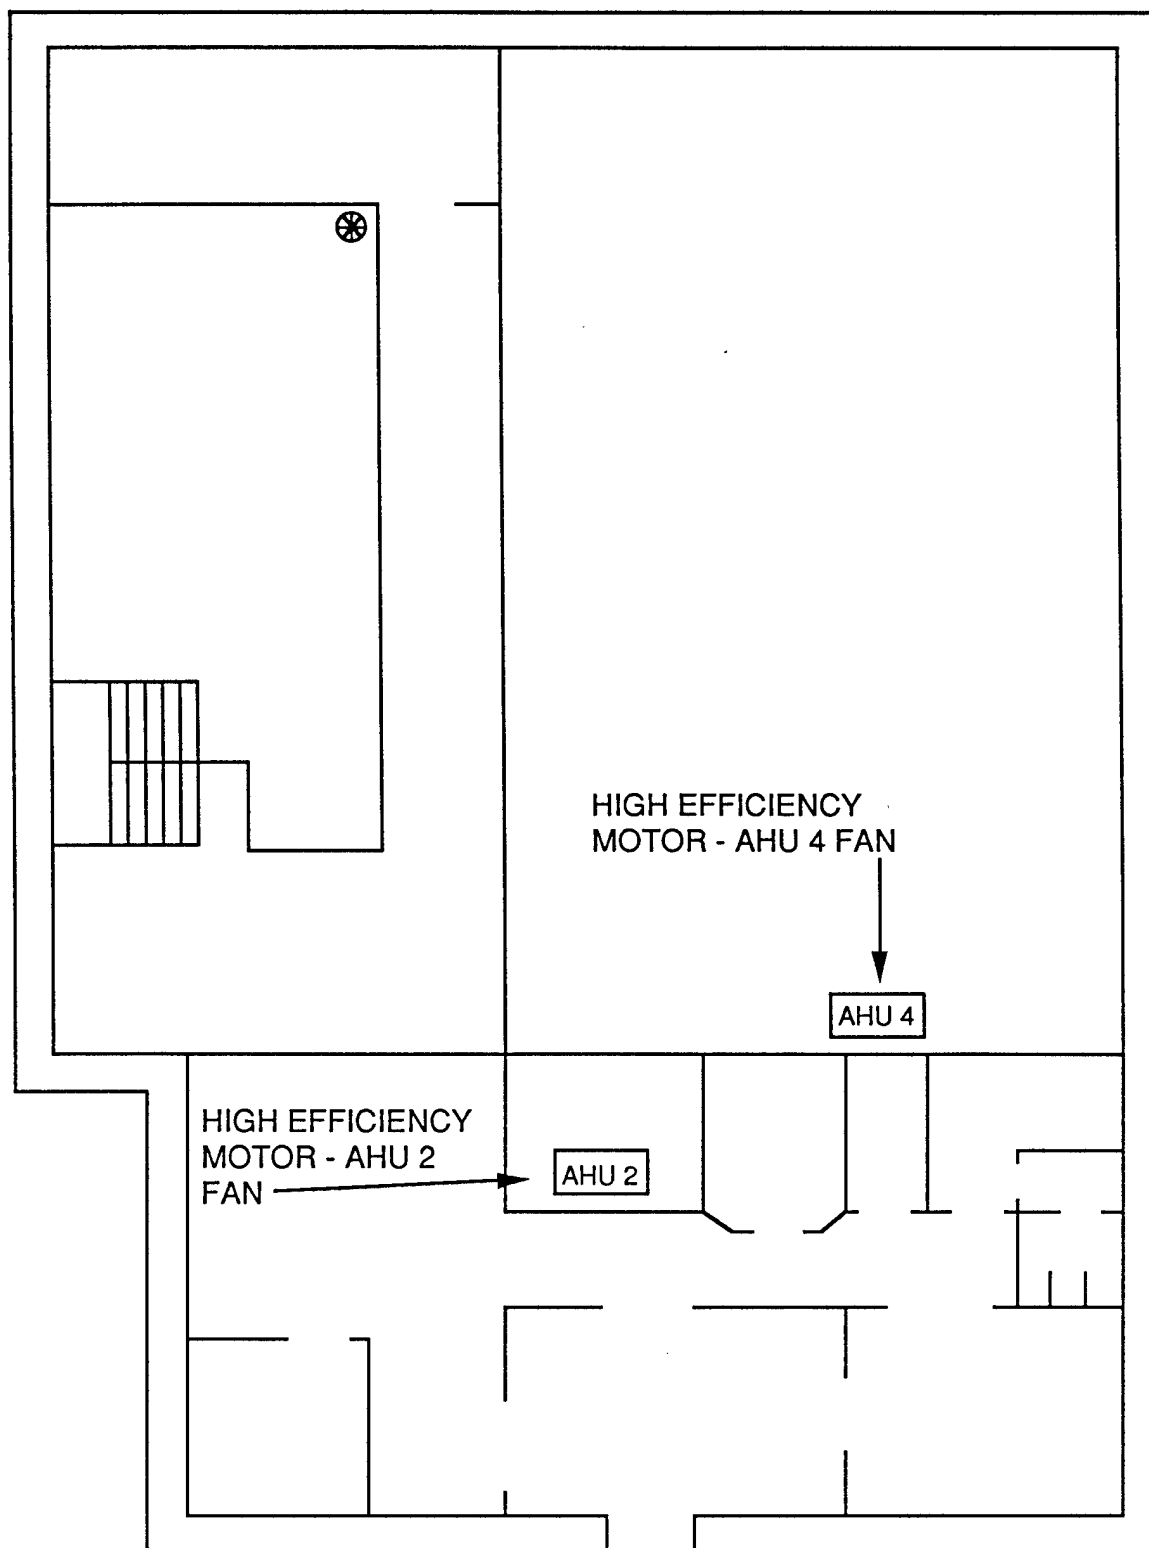 HIGH EFFICIENCY
MOTOR - AHU 4 FAN
AHU 4
HIGH EFFICIENCY
MOTOR - AHU 2
FAN
AHU 2